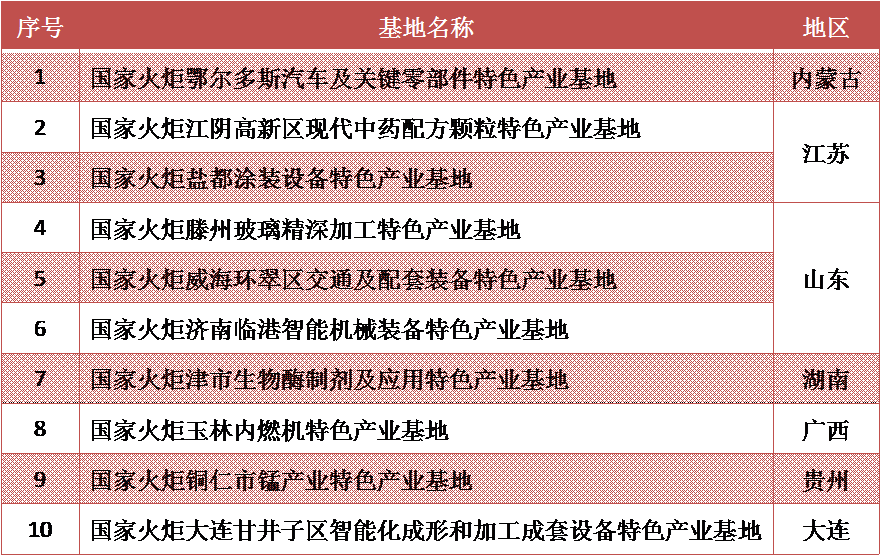 序号 基地名称 地区
1 国家火炬鄂尔多斯汽车及关键零部件特色产业基地 内蒙古
2 国家火炬江阴高新区现代中药配方颗粒特色产业基地
江苏
3 国家火炬盐都涂装设备特色产业基地
4 国家火炬滕州玻璃精深加工特色产业基地
5 国家火炬威海环翠区交通及配套装备特色产业基地 山东
6 国家火炬济南临港智能机械装备特色产业基地
7 国家火炬津市生物酶制剂及应用特色产业基地 湖南
8 国家火炬玉林内燃机特色产业基地 广西
9 国家火炬铜仁市锰产业特色产业基地 贵州
10 国家火炬大连甘井子区智能化成形和加工成套设备特色产业基地 大连